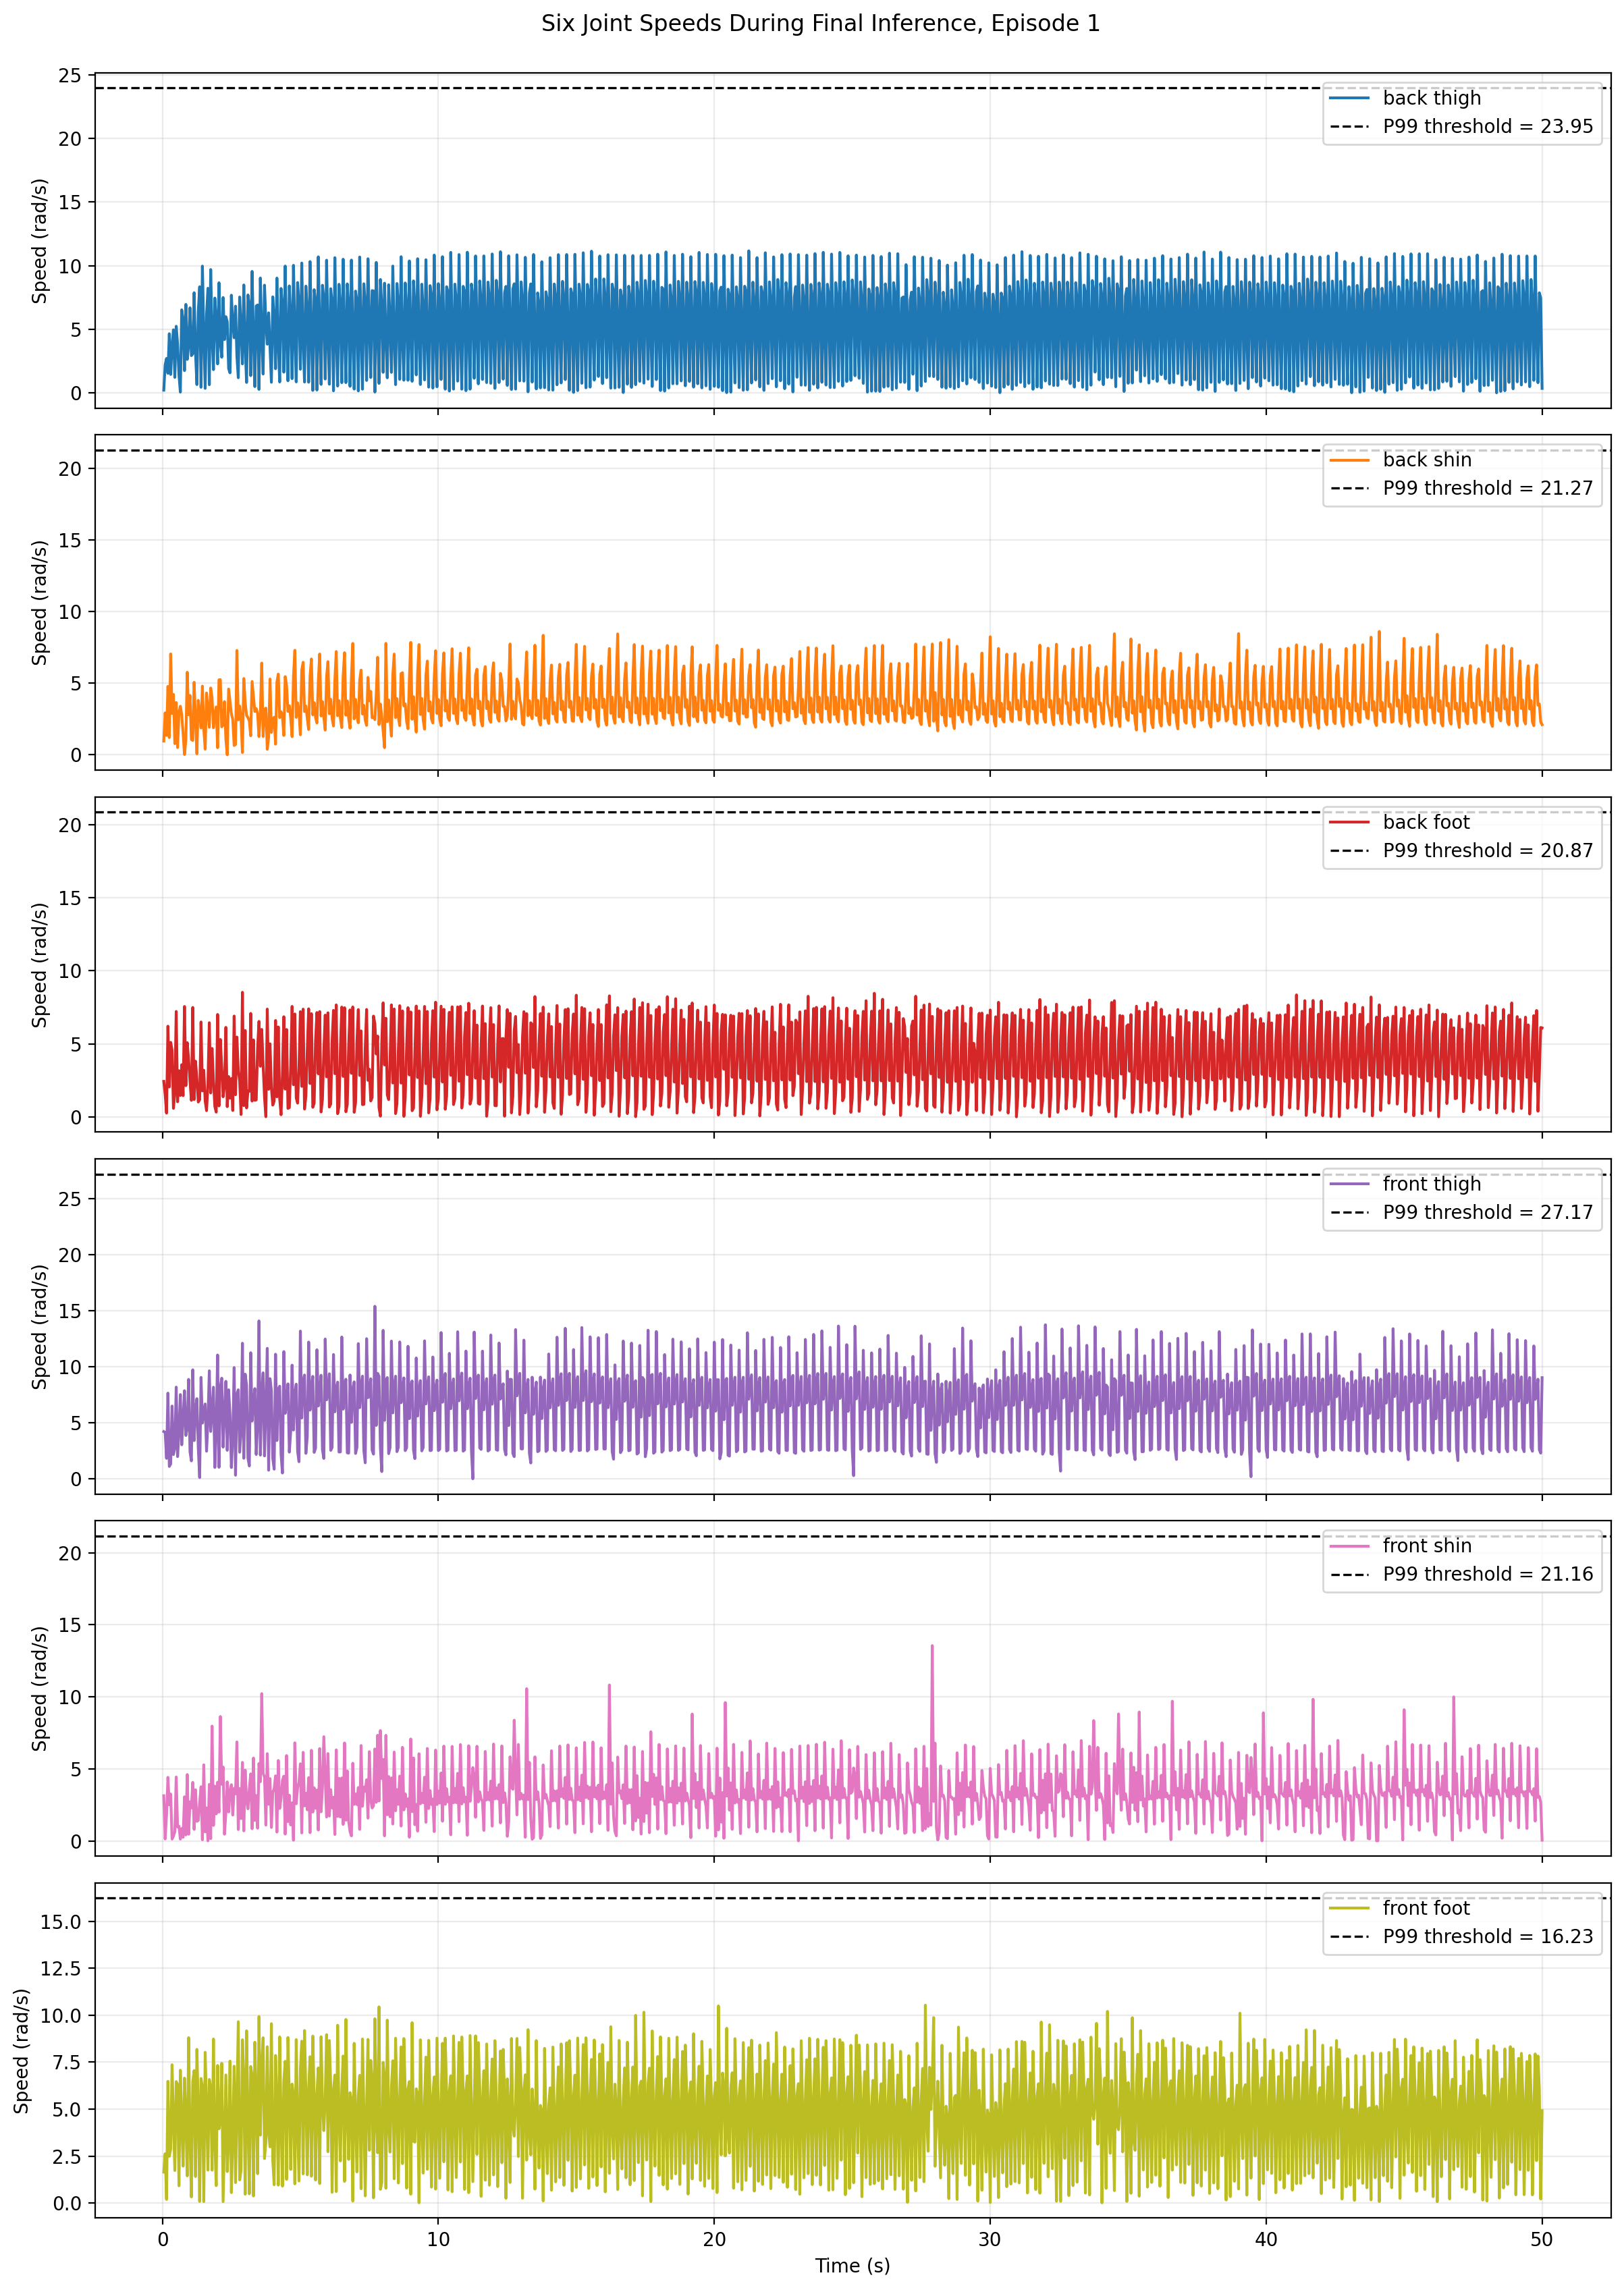 Six Joint Speeds During Final Inference, Episode 1
25
20
15
10
5
0
Speed (rad/s)
back thigh
P99 threshold = 23.95
20
15
10
5
0
Speed (rad/s)
back shin
P99 threshold = 21.27
20
15
10
5
0
Speed (rad/s)
back foot
P99 threshold = 20.87
25
20
15
10
5
0
Speed (rad/s)
front thigh
P99 threshold = 27.17
20
15
10
5
0
Speed (rad/s)
front shin
P99 threshold = 21.16
15.0
12.5
10.0
7.5
5.0
2.5
0.0
Speed (rad/s)
front foot
P99 threshold = 16.23
0 10 20 30 40 50
Time (s)